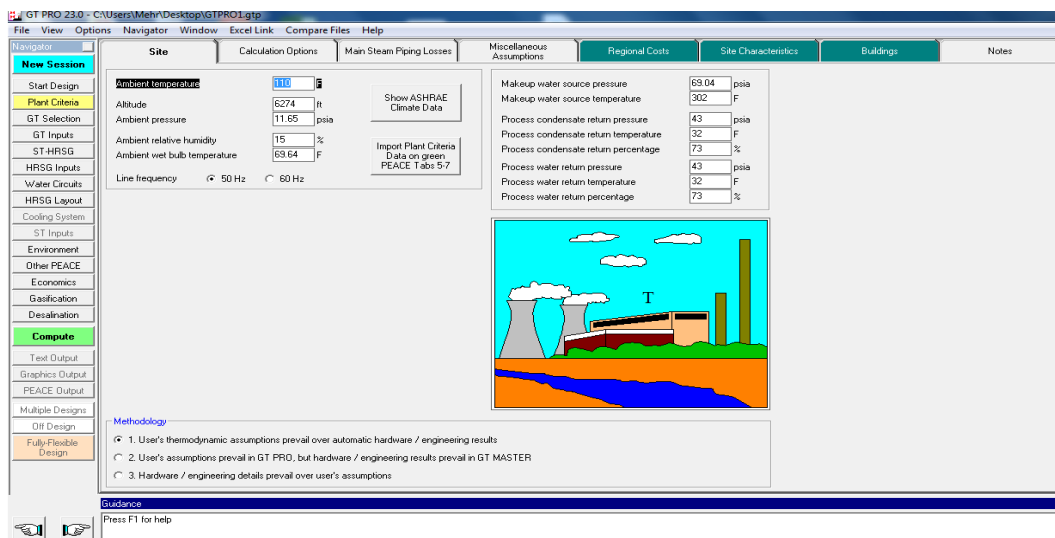 GT PRO 23.0 - C:\Users\Mehr\Desktop\GTPRO1.gtp
File View Options Navigator Window Excel Link Compare Files Help
Navigator
New Session
Start Design
Plant Criteria
GT Selection
GT Inputs
ST-HRSG
HRSG Inputs
Water Circuits
HRSG Layout
Cooling System
ST Inputs
Environment
Other PEACE
Economics
Gasification
Desalination
Compute
Text Output
Graphics Output
PEACE Output
Multiple Designs
Off Design
Fully-Flexible
Design
Site
Calculation Options
Main Steam Piping Losses
Miscellaneous
Assumptions
Regional Costs
Site Characteristics
Buildings
Notes
Ambient temperature 110 F
Altitude 6274 ft
Ambient pressure 11.65 psia
Ambient relative humidity 15 %
Ambient wet bulb temperature 69.64 F
Line frequency 50 Hz 60 Hz
Show ASHRAE
Climate Data
Import Plant Criteria
Data on green
PEACE Tabs 5-7
Makeup water source pressure 69.04 psia
Makeup water source temperature 302 F
Process condensate return pressure 43 psia
Process condensate return temperature 32 F
Process condensate return percentage 73 %
Process water return pressure 43 psia
Process water return temperature 32 F
Process water return percentage 73 %
T
Methodology
1. User's thermodynamic assumptions prevail over automatic hardware / engineering results
2. User's assumptions prevail in GT PRO, but hardware / engineering results prevail in GT MASTER
3. Hardware / engineering details prevail over user's assumptions
Guidance
Press F1 for help